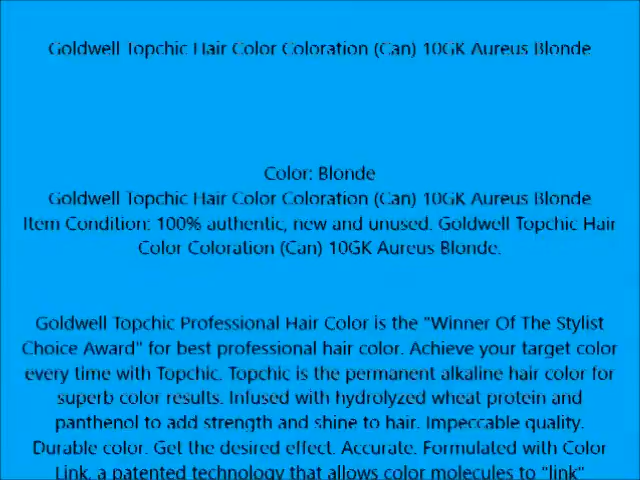 Goldwell Topchic Hair Color Coloration (Can) 10GK Aureus Blonde
Color: Blonde
Goldwell Topchic Hair Color Coloration (Can) 10GK Aureus Blonde
Item Condition: 100% authentic, new and unused. Goldwell Topchic Hair
Color Coloration (Can) 10GK Aureus Blonde.
Goldwell Topchic Professional Hair Color is the "Winner Of The Stylist
Choice Award" for best professional hair color. Achieve your target color
every time with Topchic. Topchic is the permanent alkaline hair color for
superb color results. Infused with hydrolyzed wheat protein and
panthenol to add strength and shine to hair. Impeccable quality.
Durable color. Get the desired effect. Accurate. Formulated with Color
Link, a patented technology that allows color molecules to "link"